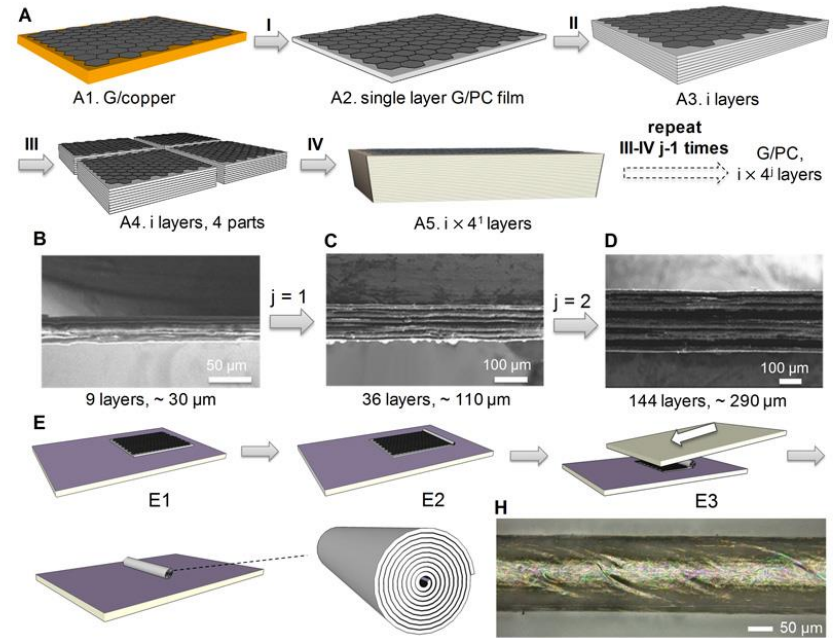 A
I
II
A1. G/copper
A2. single layer G/PC film
A3. i layers
III
IV
repeat
III-IV j-1 times
G/PC,
i × 4ʲ layers
A4. i layers, 4 parts
A5. i × 4¹ layers
B
C
D
j = 1
j = 2
50 µm
100 µm
100 µm
9 layers, ~ 30 µm
36 layers, ~ 110 µm
144 layers, ~ 290 µm
E
E1
E2
E3
H
50 µm